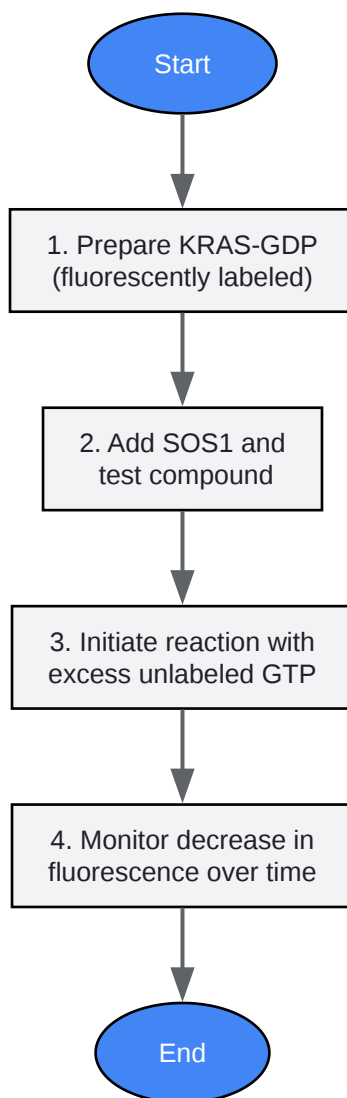 Start
1. Prepare KRAS-GDP
(fluorescently labeled)
2. Add SOS1 and
test compound
3. Initiate reaction with
excess unlabeled GTP
4. Monitor decrease in
fluorescence over time
End